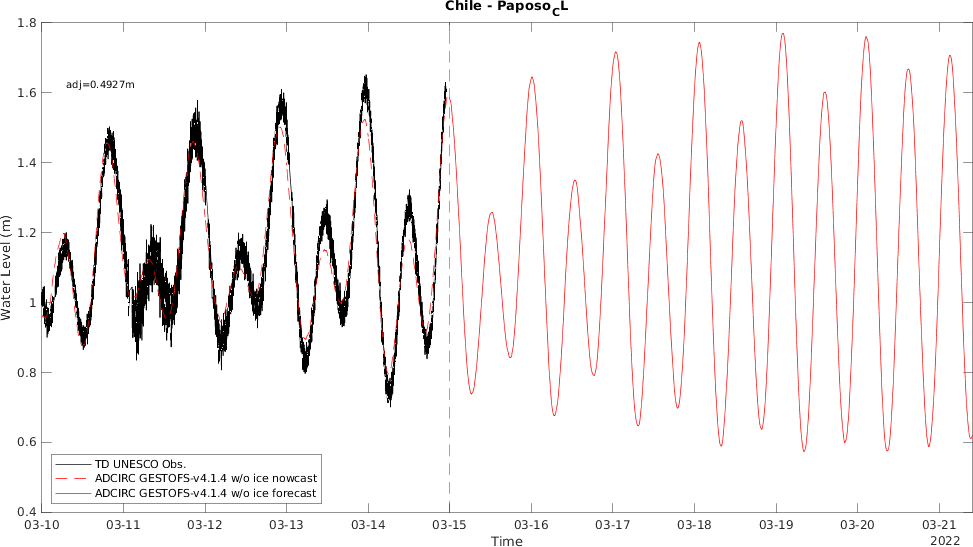 Chile - Paposo_CL
adj=0.4927m
Water Level (m)
1.8
1.6
1.4
1.2
1
0.8
0.6
0.4
TD UNESCO Obs.
ADCIRC GESTOFS-v4.1.4 w/o ice nowcast
ADCIRC GESTOFS-v4.1.4 w/o ice forecast
03-10 03-11 03-12 03-13 03-14 03-15 03-16 03-17 03-18 03-19 03-20 03-21
Time
2022